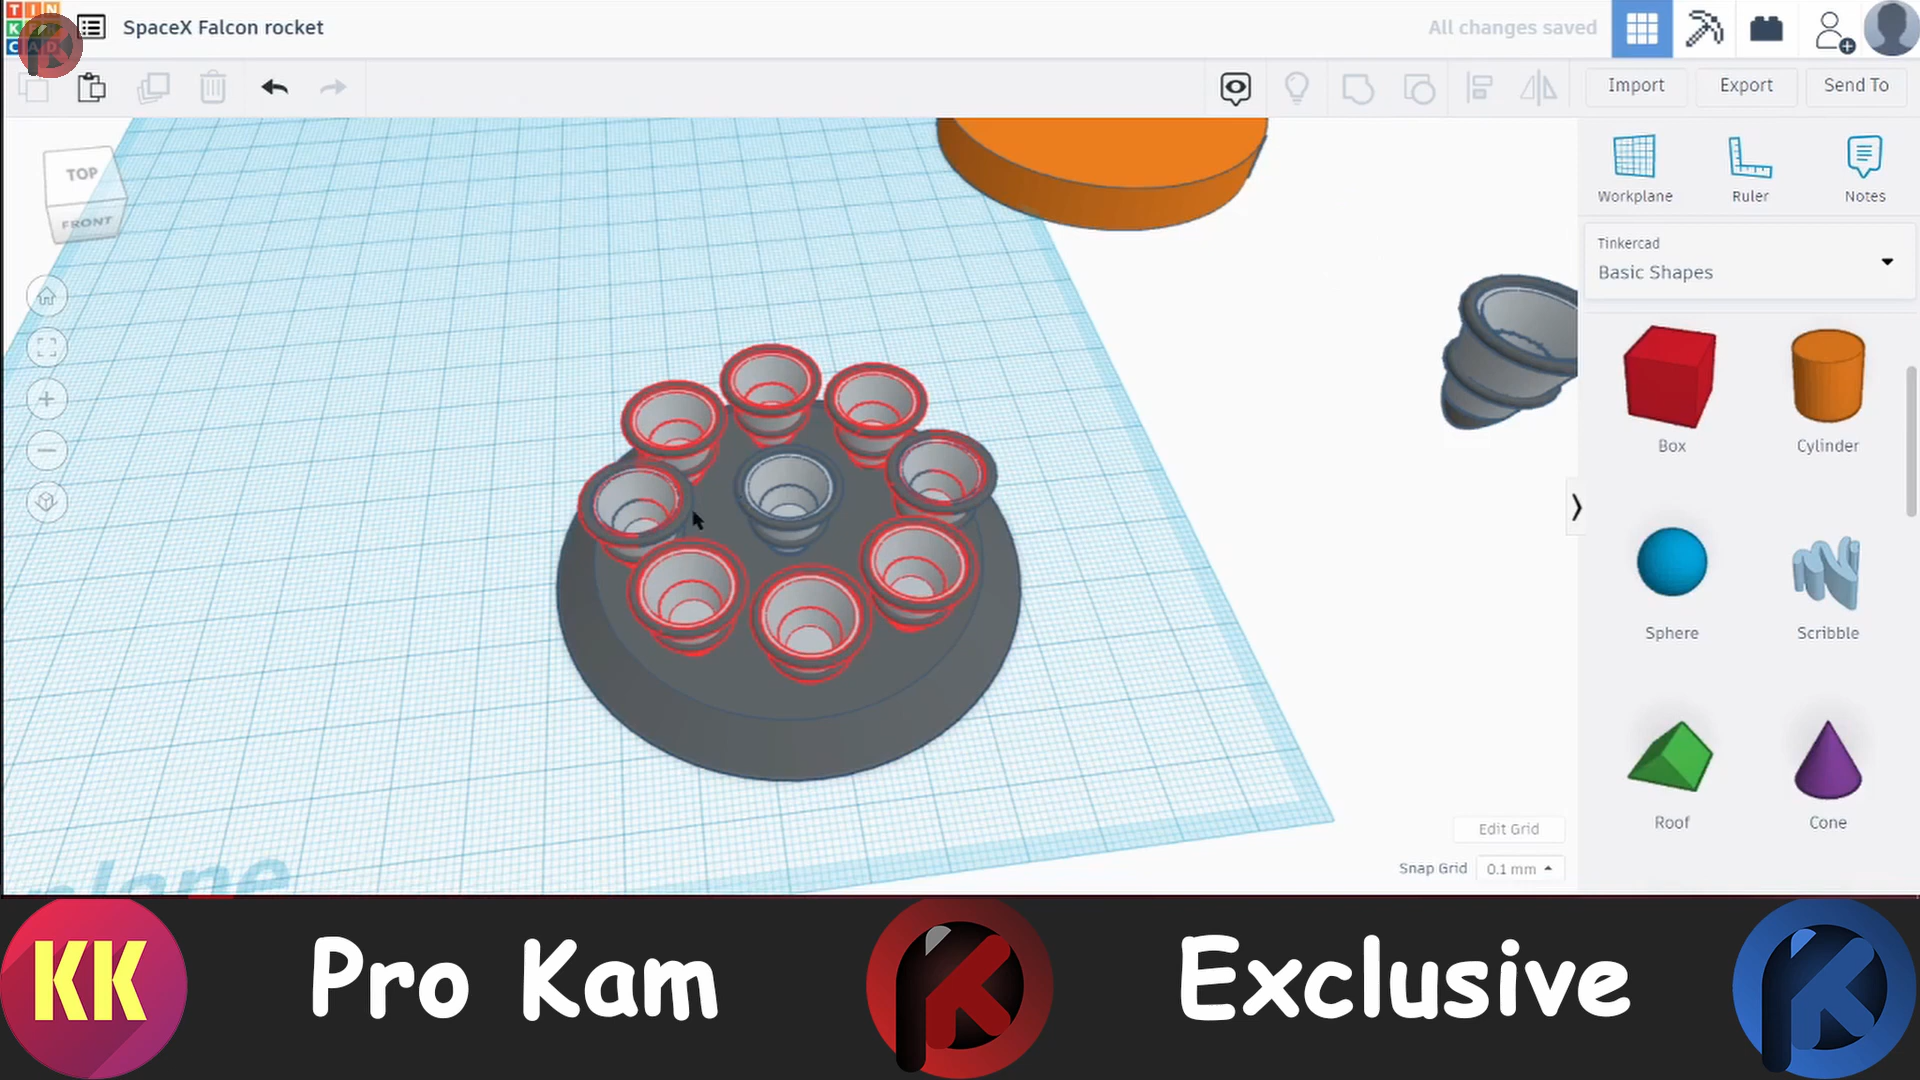 TIN
KER
CAD
SpaceX Falcon rocket
All changes saved
Import
Export
Send To
TOP
FRONT
Workplane
Ruler
Notes
Tinkercad
Basic Shapes
Box
Cylinder
Sphere
Scribble
Roof
Cone
Edit Grid
Snap Grid
0.1 mm
KK
Pro Kam
Exclusive